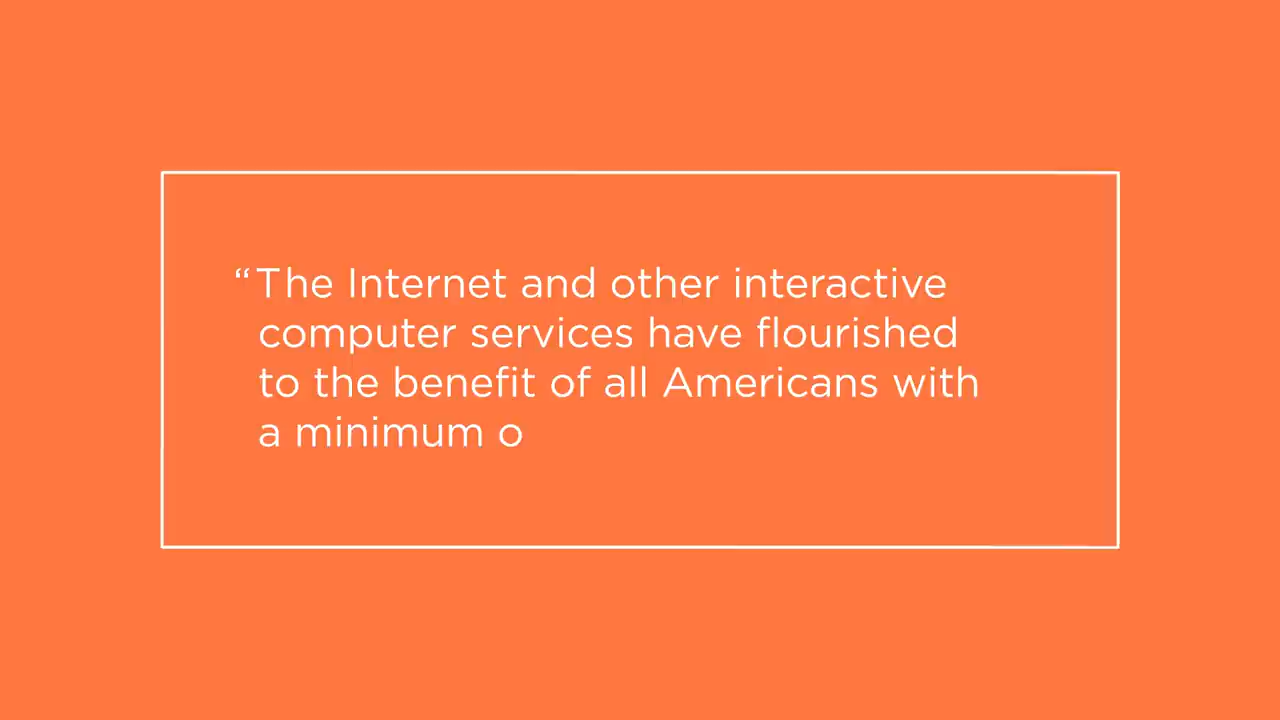 “The Internet and other interactive
computer services have flourished
to the benefit of all Americans with
a minimum o